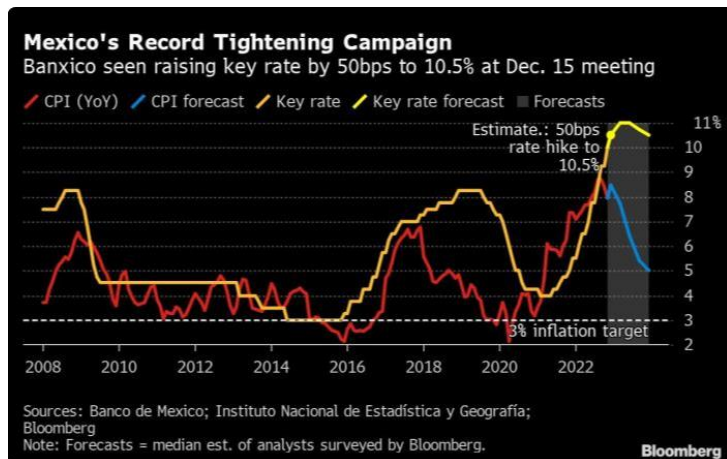 Mexico's Record Tightening Campaign
Banxico seen raising key rate by 50bps to 10.5% at Dec. 15 meeting
CPI (YoY) CPI forecast Key rate Key rate forecast Forecasts
11%
Estimate.: 50bps
rate hike to
10.5%
10
9
8
7
6
5
4
3
2
3% inflation target
2008 2010 2012 2014 2016 2018 2020 2022
Sources: Banco de Mexico; Instituto Nacional de Estadística y Geografía;
Bloomberg
Note: Forecasts = median est. of analysts surveyed by Bloomberg.
Bloomberg